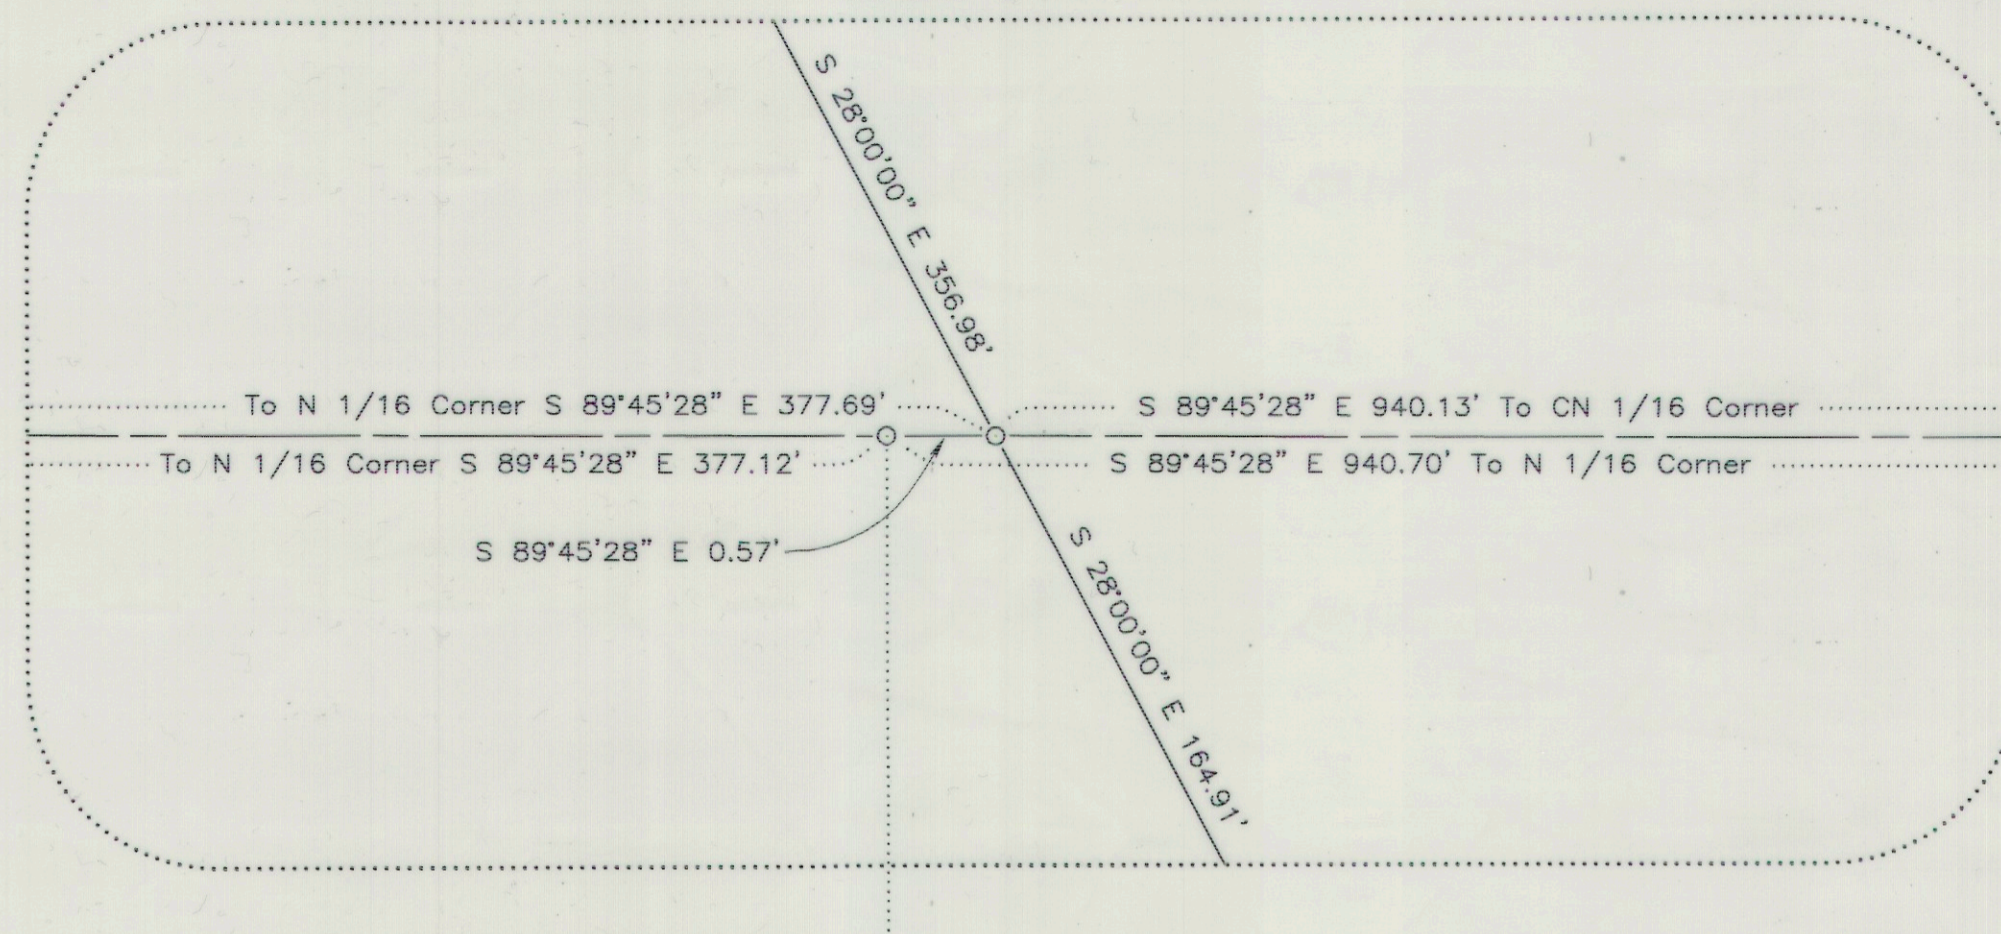 S 28°00'00" E 356.98'
To N 1/16 Corner S 89°45'28" E 377.69'
S 89°45'28" E 940.13' To CN 1/16 Corner
To N 1/16 Corner S 89°45'28" E 377.12'
S 89°45'28" E 940.70' To N 1/16 Corner
S 89°45'28" E 0.57'
S 28°00'00" E 164.91'